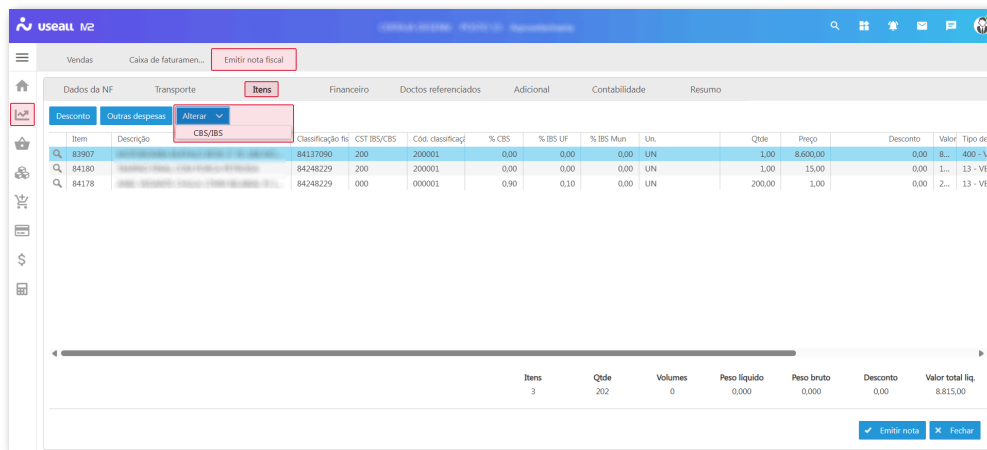 useall M2
Vendas Caixa de faturamen... Emitir nota fiscal
Dados da NF Transporte Itens Financeiro Doctos referenciados Adicional Contabilidade Resumo
Desconto Outras despesas Alterar
CBS/IBS
Item Descrição Classificação fis CST IBS/CBS Cód. classificaçã % CBS % IBS UF % IBS Mun Un. Qtde Preço Desconto Valor Tipo de
83907 84137090 200 200001 0,00 0,00 0,00 UN 1,00 8.600,00 0,00 8... 400 - V
84180 84248229 200 200001 0,00 0,00 0,00 UN 1,00 15,00 0,00 1... 13 - VE
84178 84248229 000 000001 0,90 0,10 0,00 UN 200,00 1,00 0,00 2... 13 - VE
Itens Qtde Volumes Peso líquido Peso bruto Desconto Valor total liq.
3 202 0 0,000 0,000 0,00 8.815,00
Emitir nota Fechar